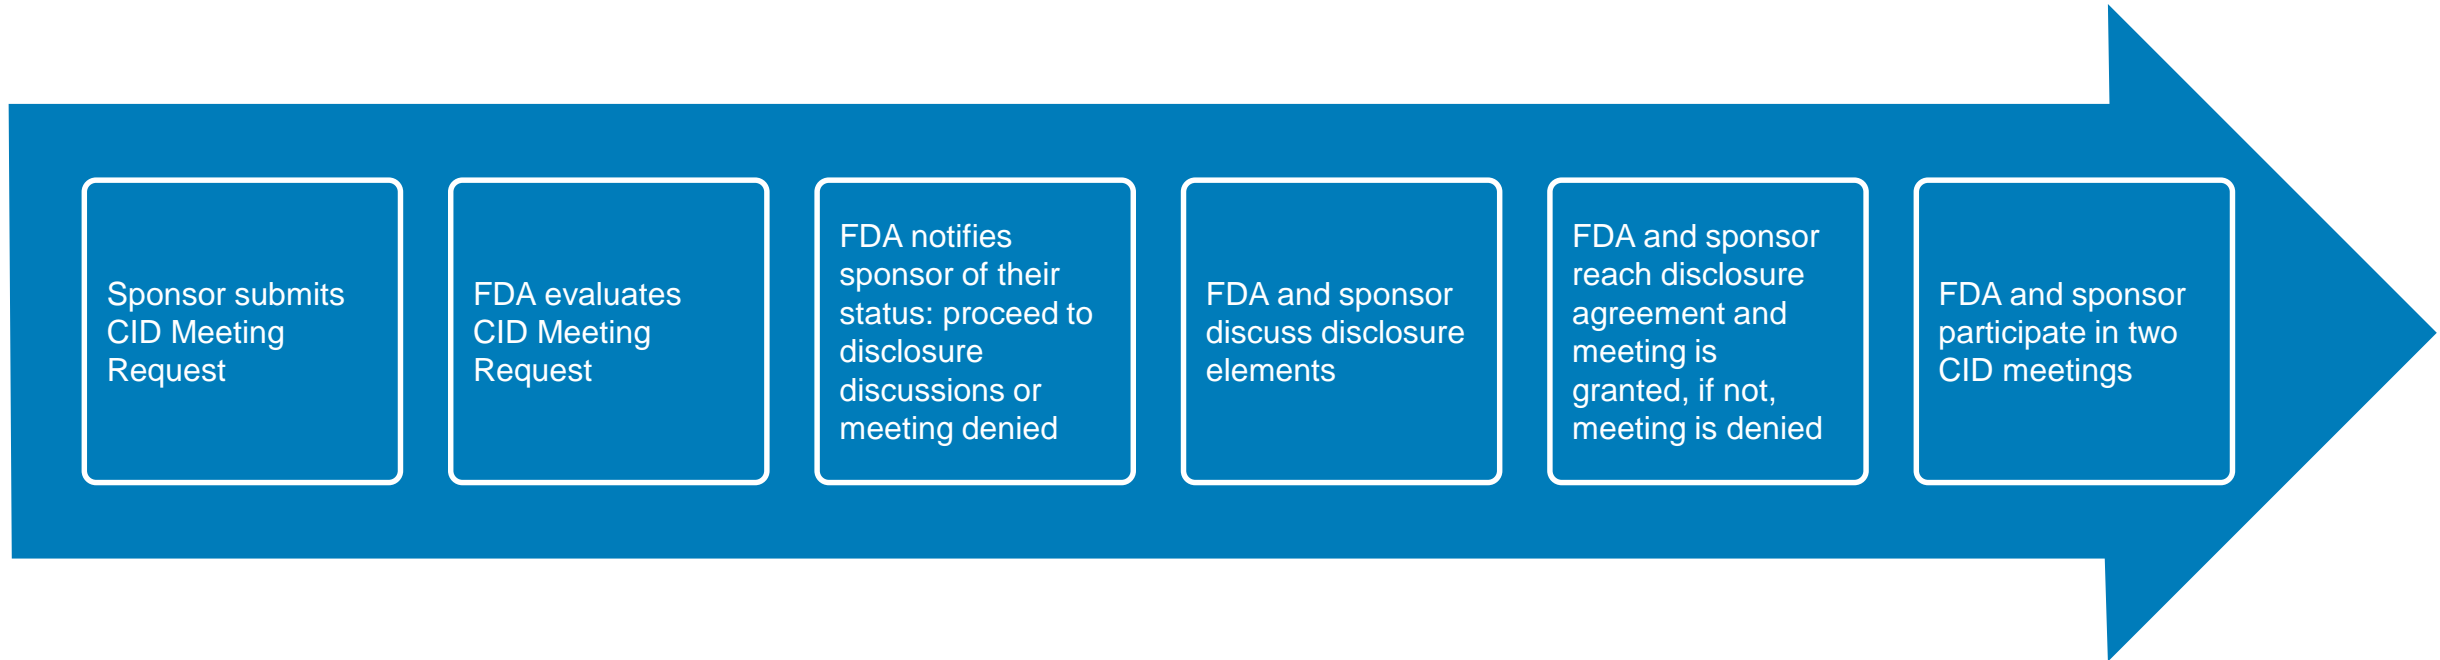 Sponsor submits
CID Meeting
Request
FDA evaluates
CID Meeting
Request
FDA notifies
sponsor of their
status: proceed to
disclosure
discussions or
meeting denied
FDA and sponsor
discuss disclosure
elements
FDA and sponsor
reach disclosure
agreement and
meeting is
granted, if not,
meeting is denied
FDA and sponsor
participate in two
CID meetings